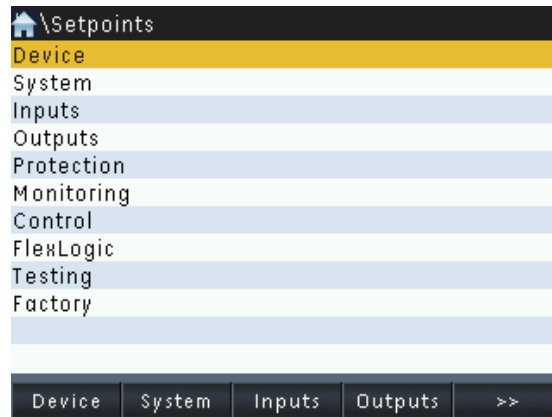 \Setpoints
Device
System
Inputs
Outputs
Protection
Monitoring
Control
FlexLogic
Testing
Factory
Device System Inputs Outputs >>